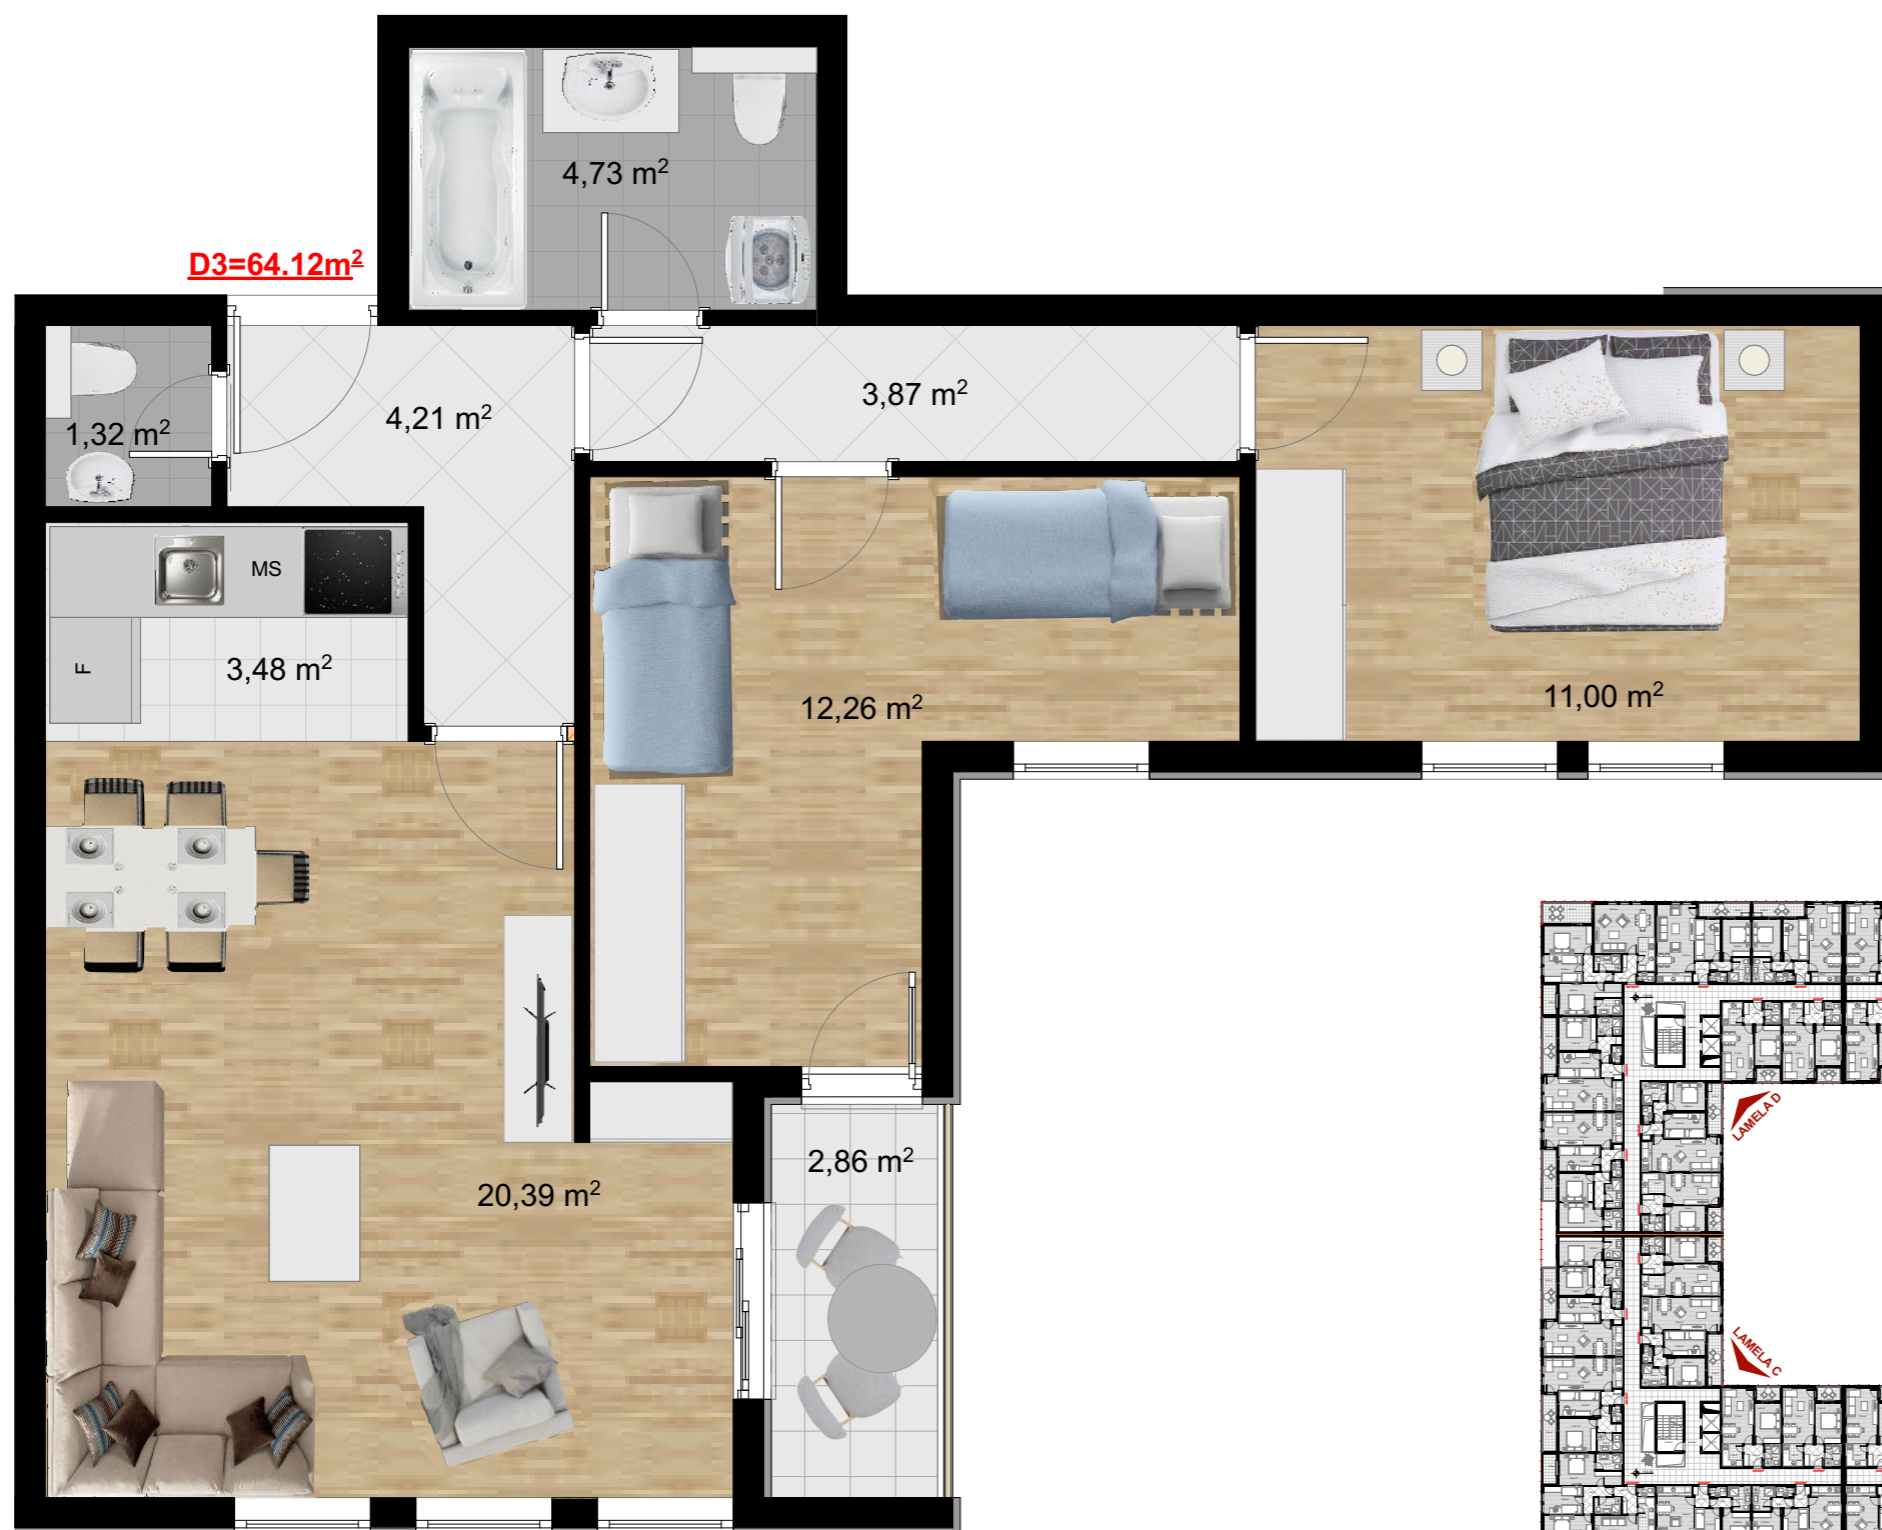 4,73 m²
D3=64.12m²
1,32 m²
4,21 m²
3,87 m²
MS
F
3,48 m²
12,26 m²
11,00 m²
20,39 m²
2,86 m²
LAMELA D
LAMELA C